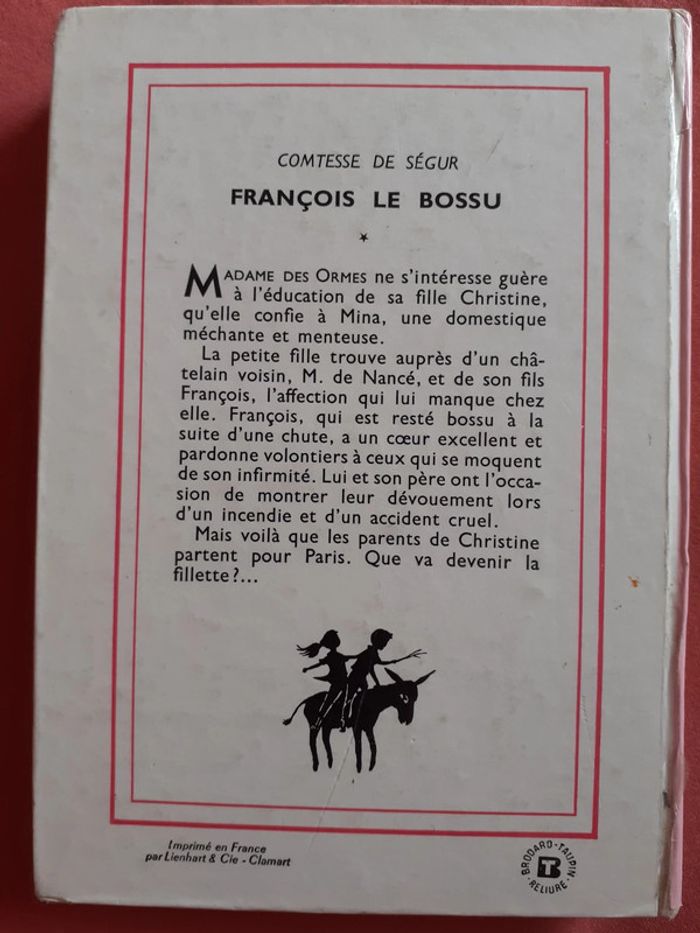 COMTESSE DE SÉGUR
FRANÇOIS LE BOSSU
MADAME DES ORMES ne s'intéresse guère
à l'éducation de sa fille Christine,
qu'elle confie à Mina, une domestique
méchante et menteuse.
La petite fille trouve auprès d'un châ-
telain voisin, M. de Nancé, et de son fils
François, l'affection qui lui manque chez
elle. François, qui est resté bossu à la
suite d'une chute, a un cœur excellent et
pardonne volontiers à ceux qui se moquent
de son infirmité. Lui et son père ont l'occa-
sion de montrer leur dévouement lors
d'un incendie et d'un accident cruel.
Mais voilà que les parents de Christine
partent pour Paris. Que va devenir la
fillette?...
Imprimé en France
par Lienhart & Cie - Clamart
BRODARD-TAUPIN
BT
RELIURE